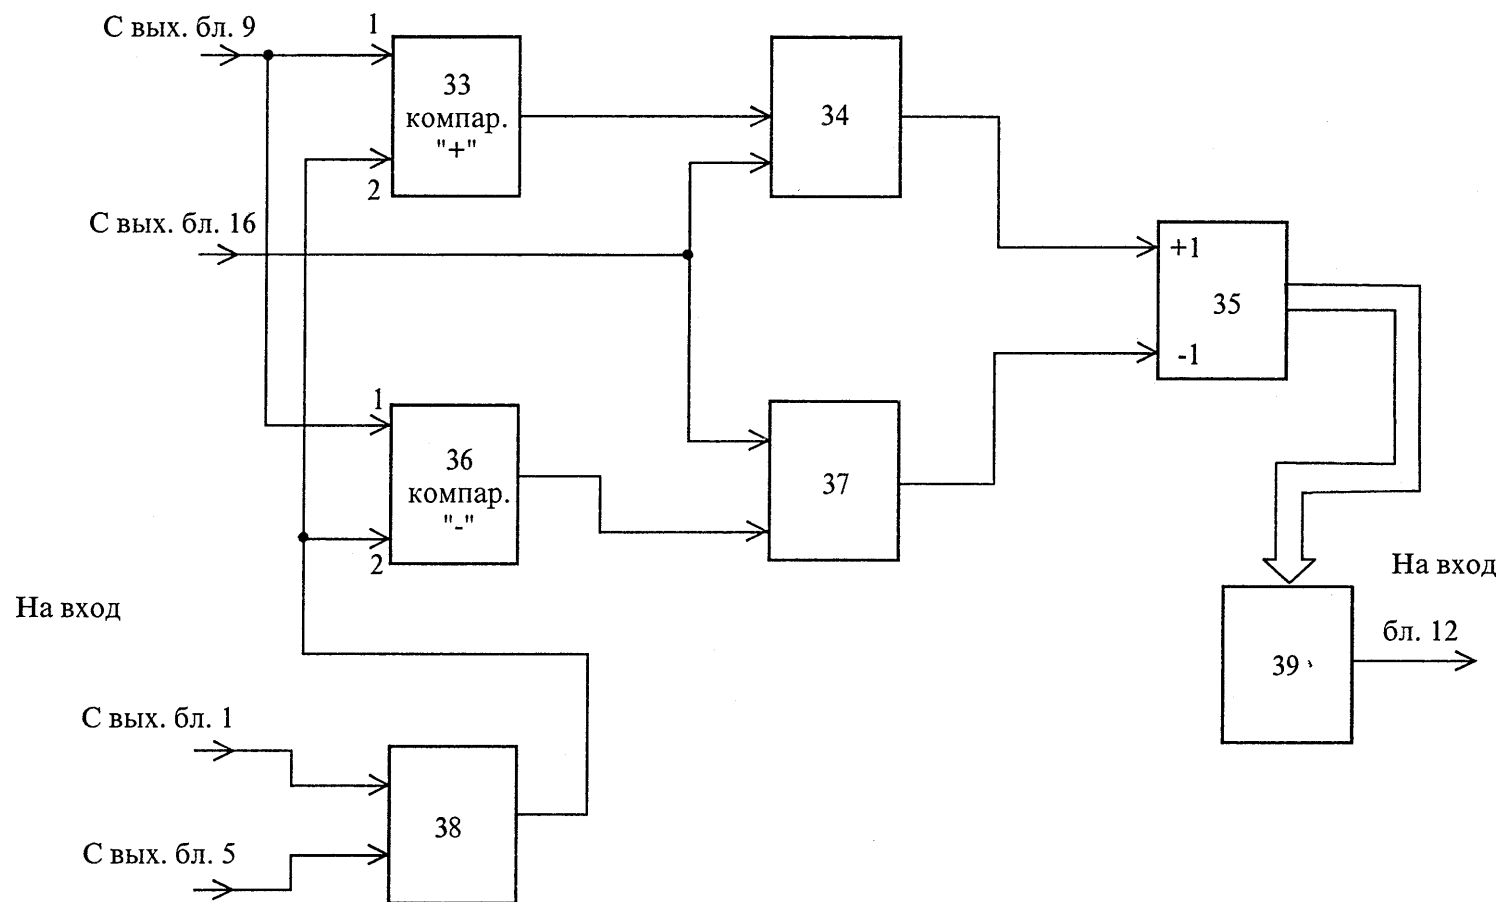 С вых. бл. 9
1
33
компар.
"+"
2
34
С вых. бл. 16
+1
35
-1
1
36
компар.
"-"
2
37
На вход
На вход
бл. 12
39
С вых. бл. 1
38
С вых. бл. 5